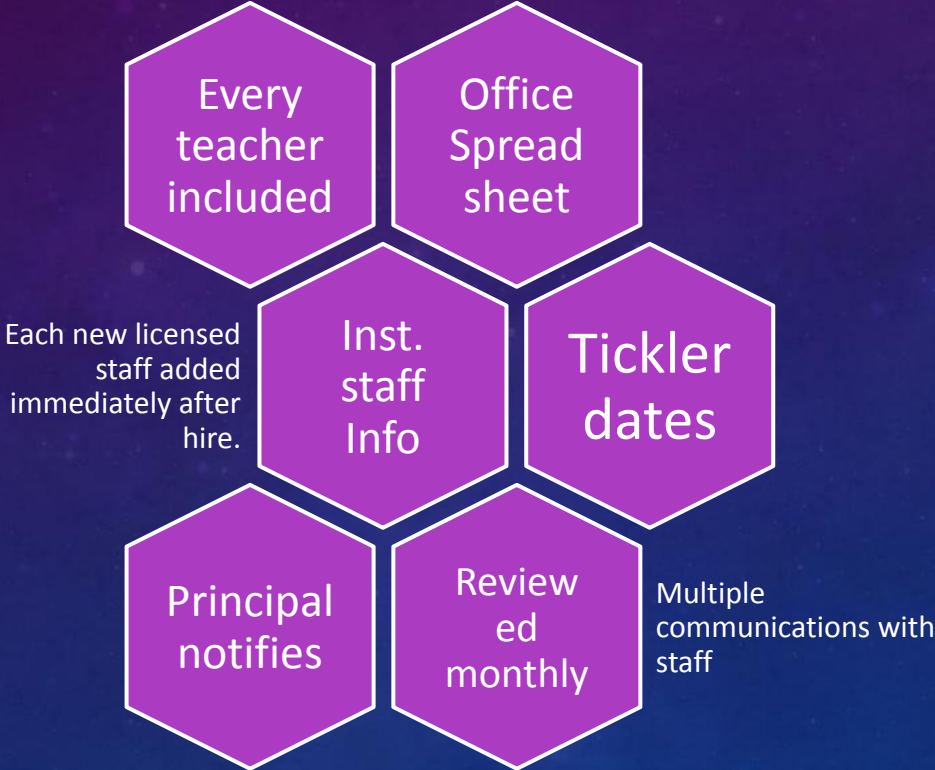 Every
teacher
included
Office
Spread
sheet
Each new licensed
staff added
immediately after
hire.
Inst.
staff
Info
Tickler
dates
Principal
notifies
Review
ed
monthly
Multiple
communications with
staff